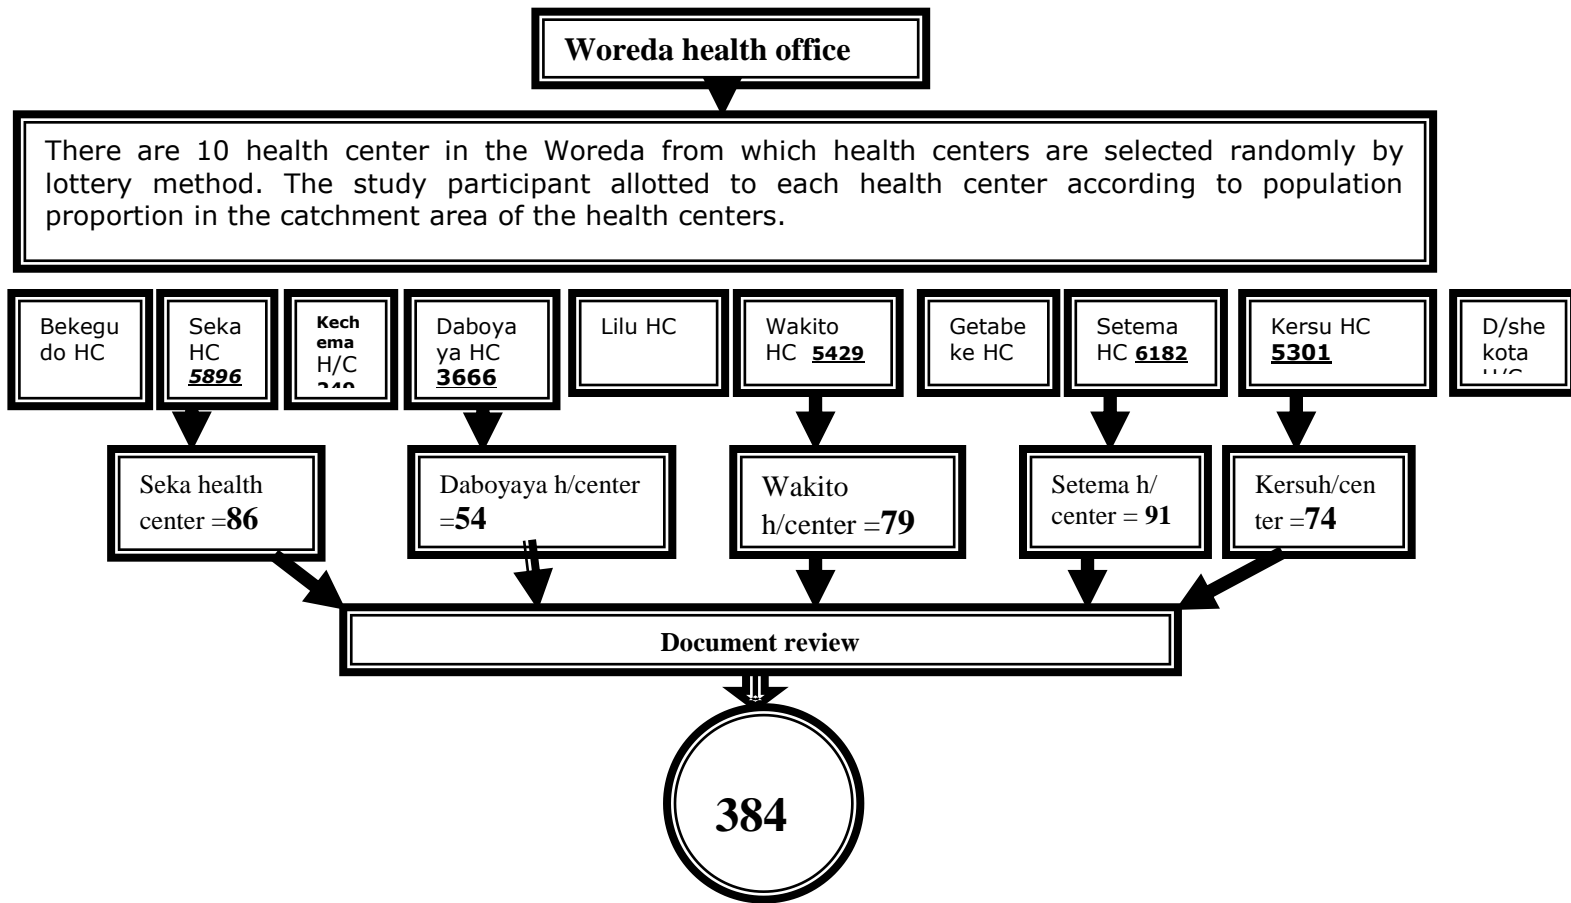 Woreda health office
There are 10 health center in the Woreda from which health centers are selected randomly by
lottery method. The study participant allotted to each health center according to population
proportion in the catchment area of the health centers.
Bekegu
do HC
Seka
HC
5896
Kech
ema
H/C
Daboya
ya HC
3666
Lilu HC
Wakito
HC 5429
Getabe
ke HC
Setema
HC 6182
Kersu HC
5301
D/she
kota
Seka health
center =86
Daboyaya h/center
=54
Wakito
h/center =79
Setema h/
center = 91
Kersuh/cen
ter =74
Document review
384